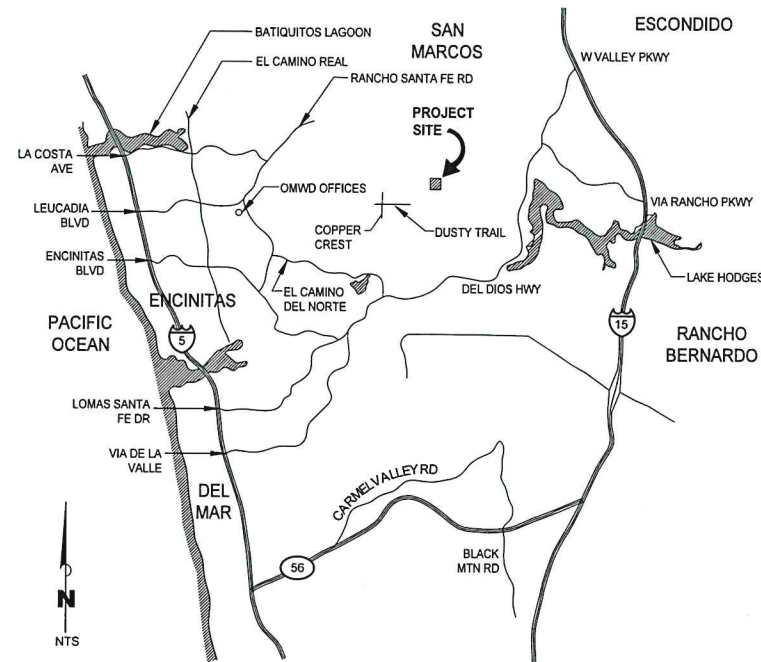 BATIQUITOS LAGOON
EL CAMINO REAL
RANCHO SANTA FE RD
SAN
MARCOS
ESCONDIDO
W VALLEY PKWY
PROJECT
SITE
LA COSTA
AVE
OMWD OFFICES
LEUCADIA
BLVD
COPPER
CREST
DUSTY TRAIL
VIA RANCHO PKWY
ENCINITAS
BLVD
LAKE HODGES
ENCINITAS
EL CAMINO
DEL NORTE
DEL DIOS HWY
PACIFIC
OCEAN
5
15
RANCHO
BERNARDO
LOMAS SANTA
FE DR
VIA DE LA
VALLE
DEL
MAR
CARMEL VALLEY RD
BLACK
MTN RD
56
N
NTS